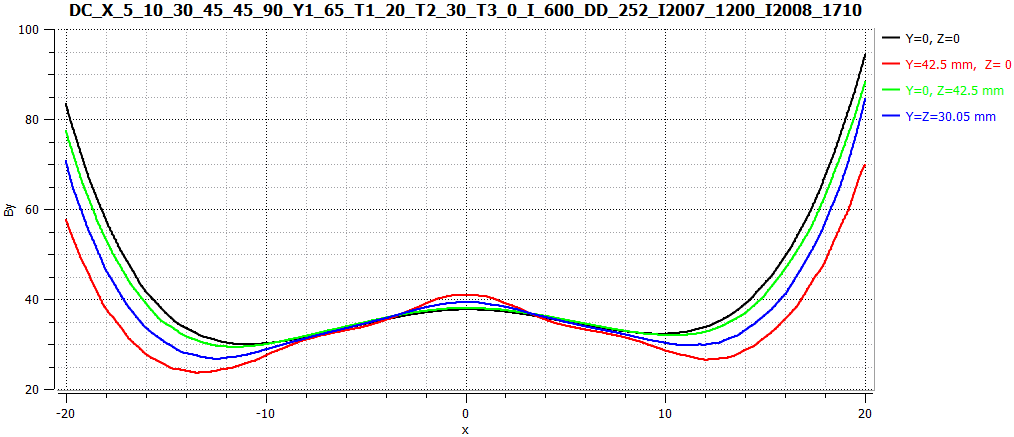 DC_X_5_10_30_45_45_90_Y1_65_T1_20_T2_30_T3_0_I_600_DD_252_I2007_1200_I2008_1710
100
80
60
40
20
By
-20 -10 0 10 20
x
Y=0, Z=0
Y=42.5 mm, Z= 0
Y=0, Z=42.5 mm
Y=Z=30.05 mm